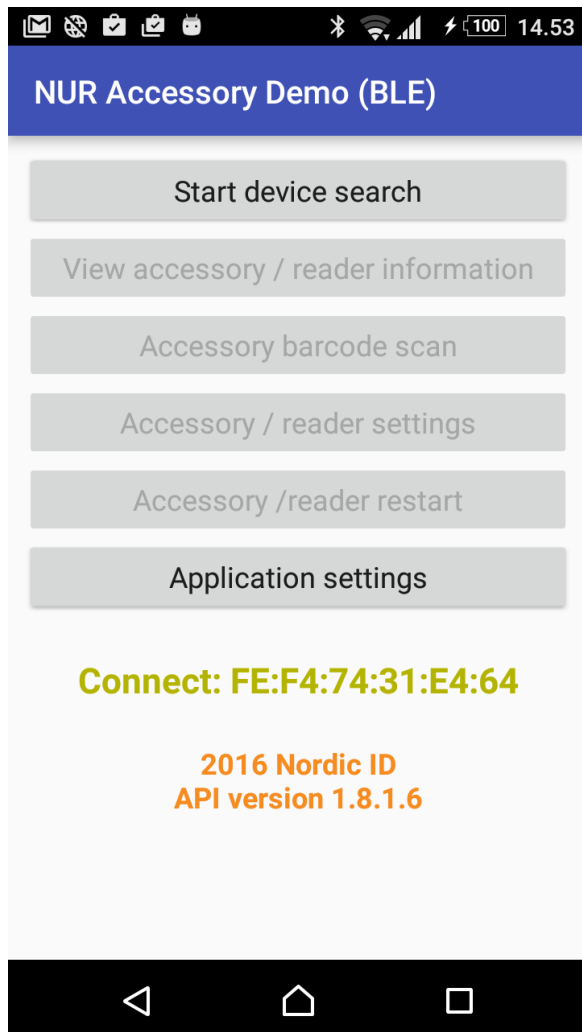 100 14.53
NUR Accessory Demo (BLE)
Start device search
View accessory / reader information
Accessory barcode scan
Accessory / reader settings
Accessory /reader restart
Application settings
Connect: FE:F4:74:31:E4:64
2016 Nordic ID
API version 1.8.1.6